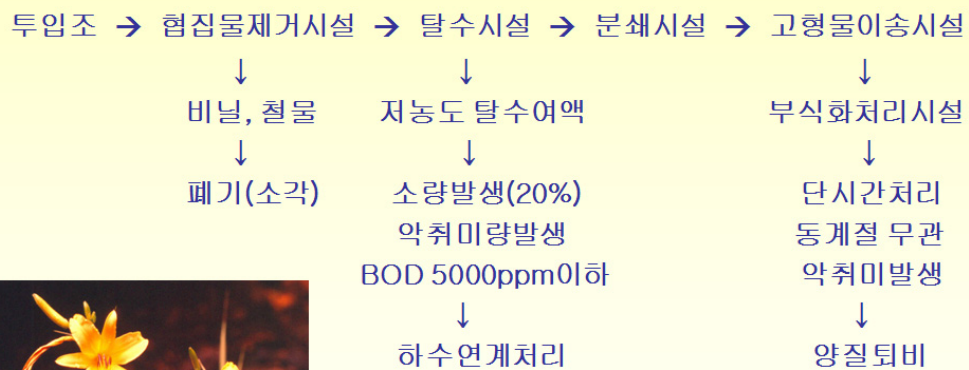 투입조 → 협잡물제거시설 → 탈수시설 → 분쇄시설 → 고형물이송시설
↓ ↓ ↓
비닐, 철물 저농도 탈수여액 부식화처리시설
↓ ↓ ↓
폐기(소각) 소량발생(20%) 단시간처리
악취미량발생 동계절 무관
BOD 5000ppm이하 악취미발생
↓ ↓
하수연계처리 양질퇴비